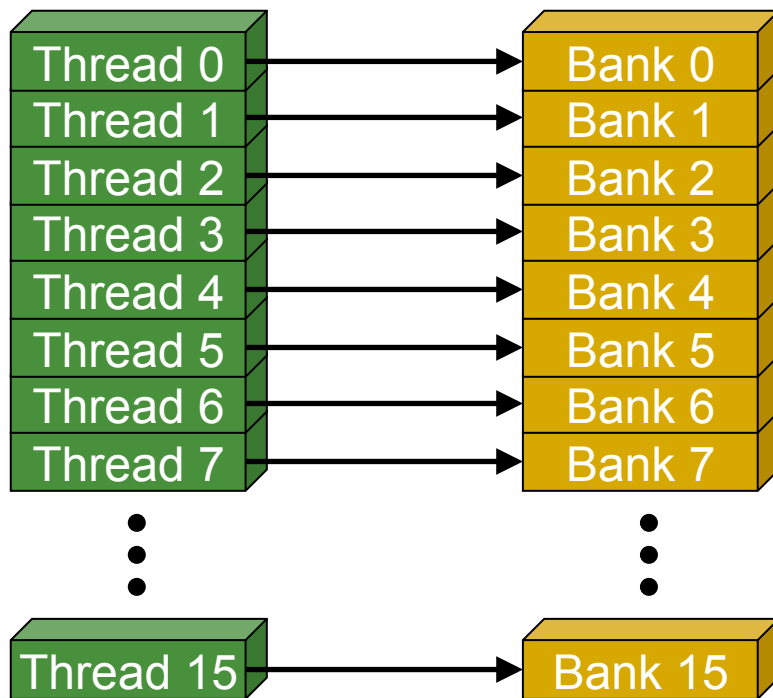 Thread 0
Bank 0
Thread 1
Bank 1
Thread 2
Bank 2
Thread 3
Bank 3
Thread 4
Bank 4
Thread 5
Bank 5
Thread 6
Bank 6
Thread 7
Bank 7
Thread 15
Bank 15